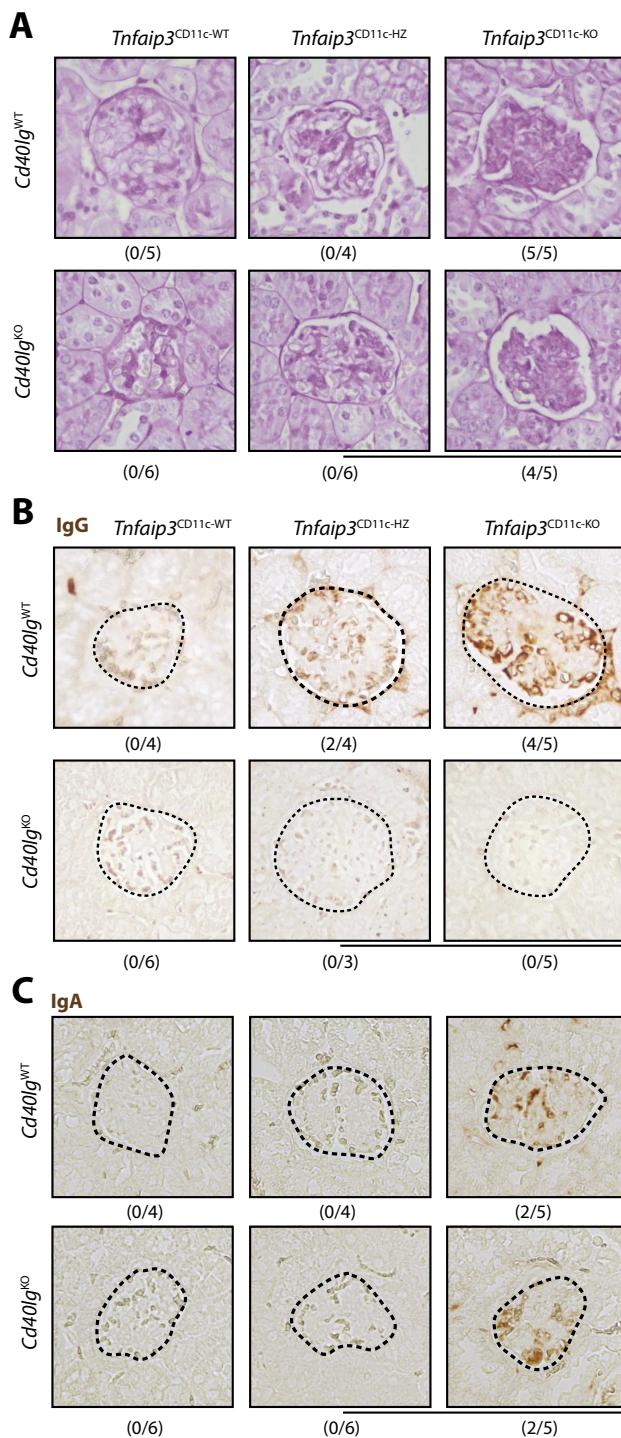 A
Tnfaip3CD11c-WT Tnfaip3CD11c-HZ Tnfaip3CD11c-KO
Cd40lgWT
(0/5) (0/4) (5/5)
Cd40lgKO
(0/6) (0/6) (4/5)
B IgG Tnfaip3CD11c-WT Tnfaip3CD11c-HZ Tnfaip3CD11c-KO
Cd40lgWT
(0/4) (2/4) (4/5)
Cd40lgKO
(0/6) (0/3) (0/5)
C IgA
Cd40lgWT
(0/4) (0/4) (2/5)
Cd40lgKO
(0/6) (0/6) (2/5)